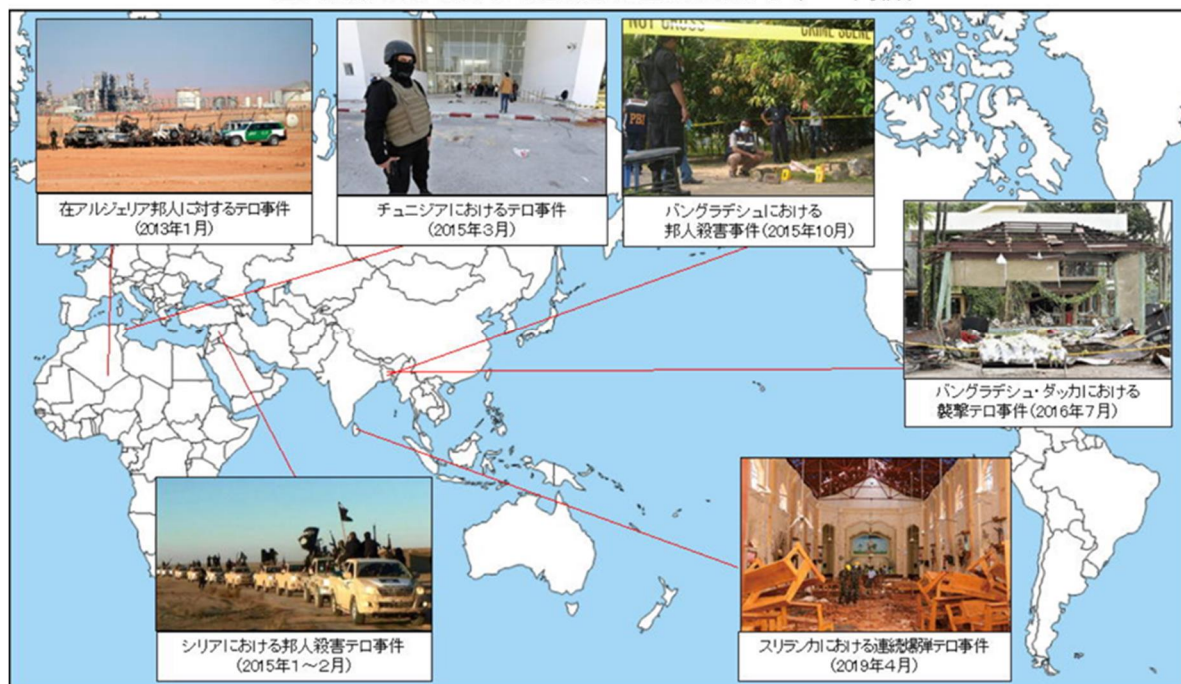 NOT CROSS
CRIME SCENE
PBI
在アルジェリア邦人に対するテロ事件
(2013年1月)
チュニジアにおけるテロ事件
(2015年3月)
バングラデシュにおける
邦人殺害事件(2015年10月)
バングラデシュ・ダッカにおける
襲撃テロ事件(2016年7月)
シリアにおける邦人殺害テロ事件
(2015年1～2月)
スリランカにおける連続爆弾テロ事件
(2019年4月)